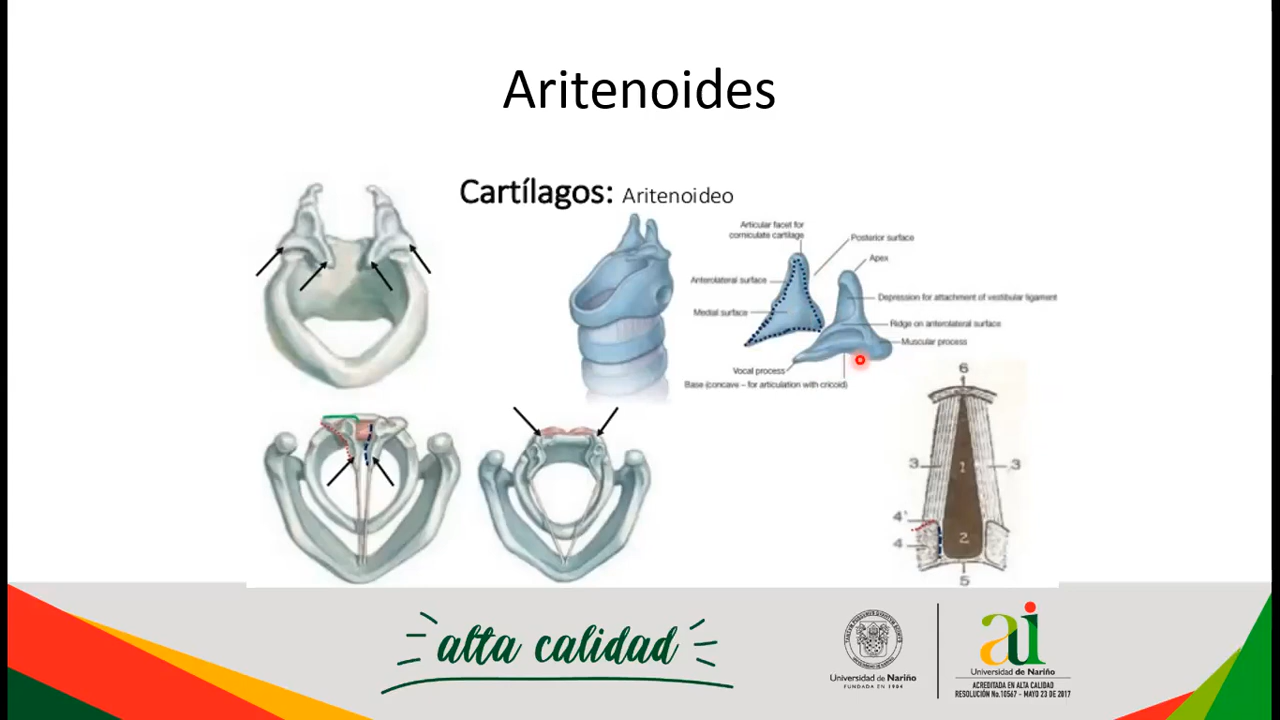 Aritenoides
Cartílagos: Aritenoideo
Articular facet for
corniculate cartilage
Posterior surface
Apex
Anterolateral surface
Depression for attachment of vestibular ligament
Medial surface
Ridge on anterolateral surface
Muscular process
Vocal process
Base (concave – for articulation with cricoid)
6
3
1
3
4'
4
2
5
alta calidad
Universidad de Nariño
FUNDADA EN 1904
ai
Universidad de Nariño
ACREDITADA EN ALTA CALIDAD
RESOLUCIÓN No.10567 - MAYO 23 DE 2017